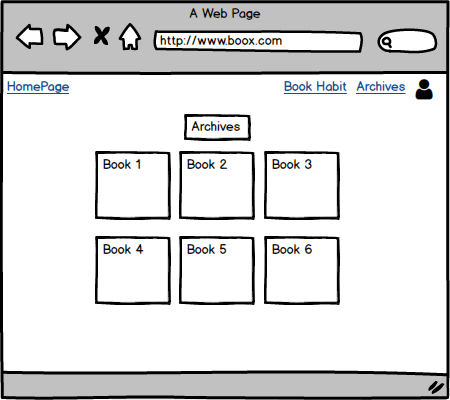 A Web Page
http://www.boox.com
HomePage Book Habit Archives
Archives
Book 1 Book 2 Book 3
Book 4 Book 5 Book 6